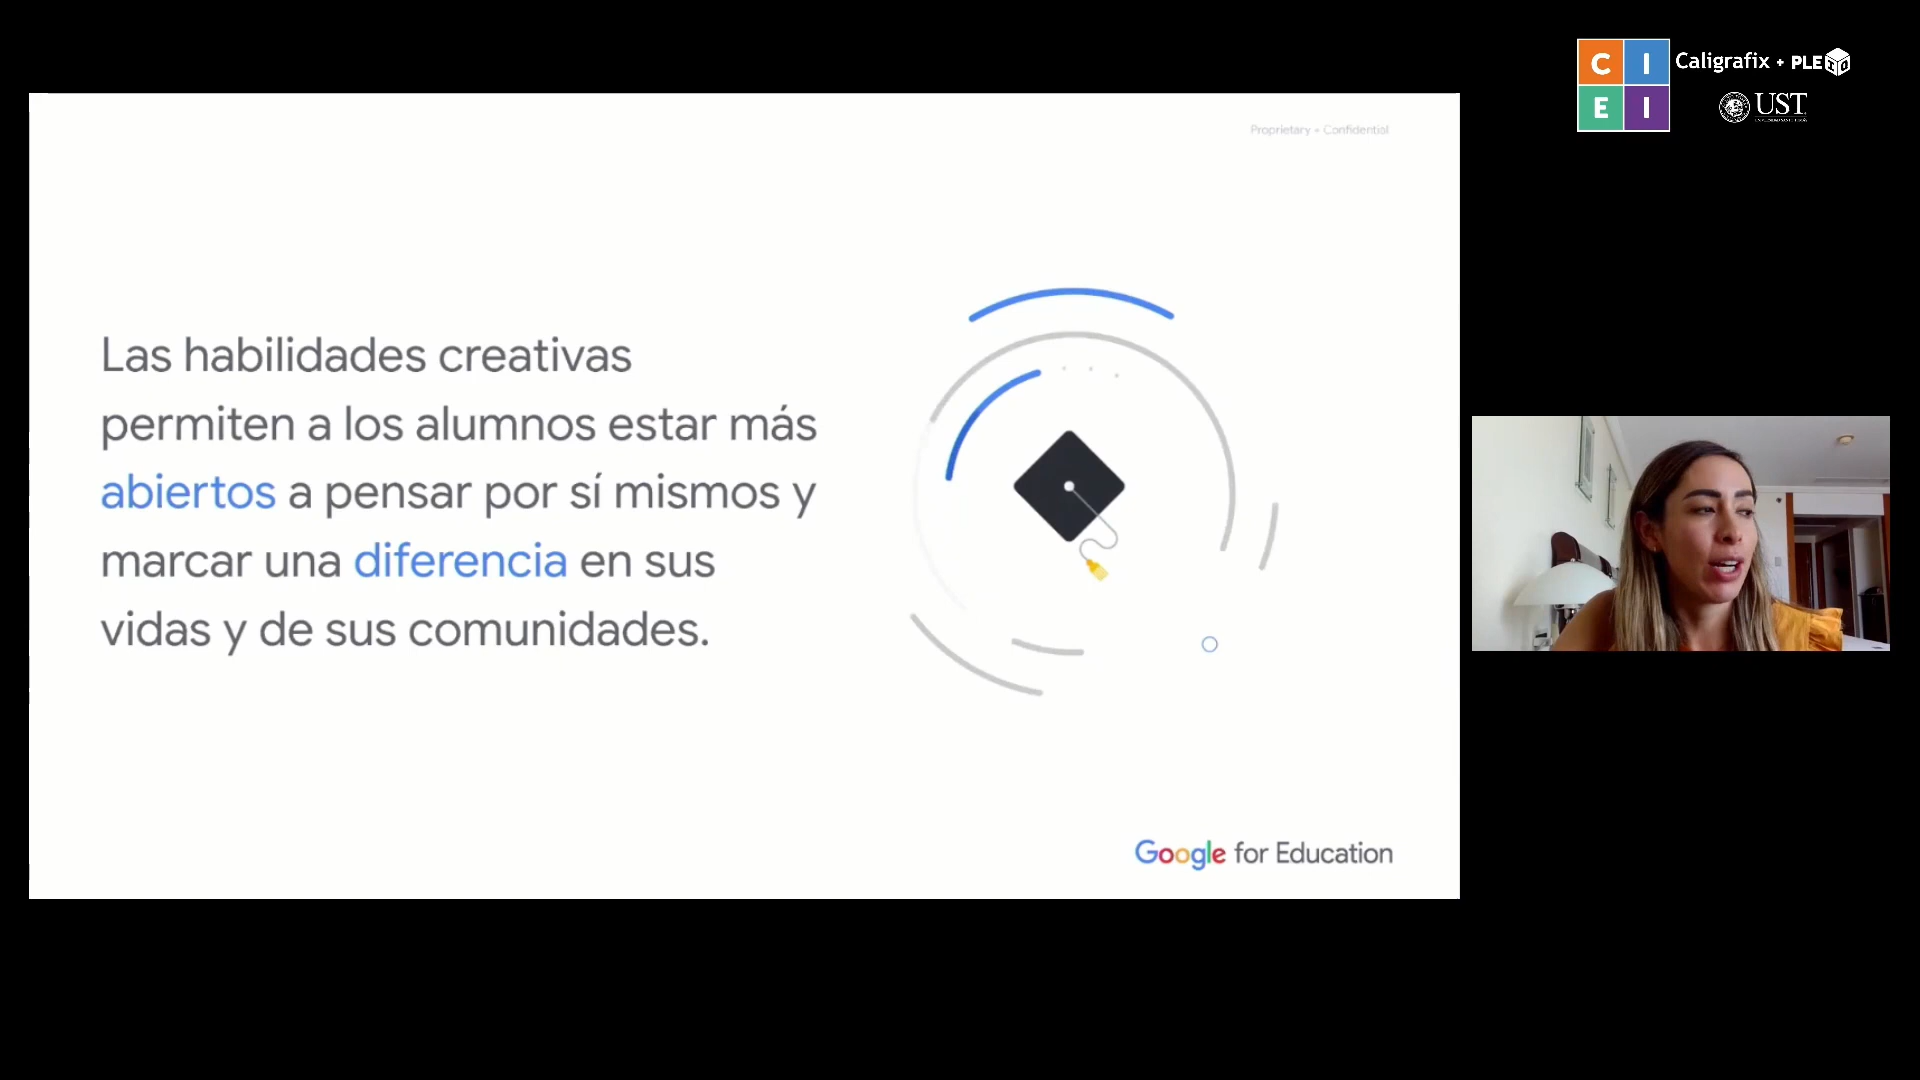 Proprietary + Confidential
Las habilidades creativas
permiten a los alumnos estar más
abiertos a pensar por sí mismos y
marcar una diferencia en sus
vidas y de sus comunidades.
Google for Education
C I
E I
Caligrafix + PLEIQ
UST